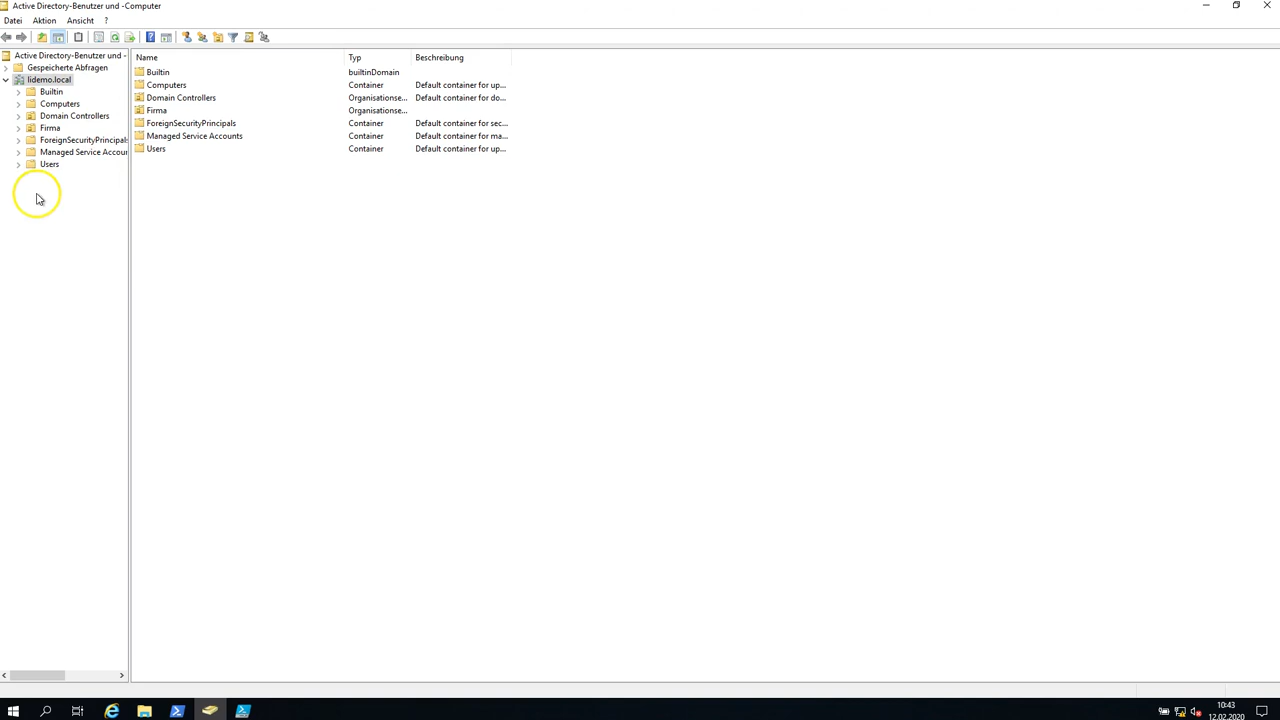 Active Directory-Benutzer und -Computer
Datei Aktion Ansicht ?
Active Directory-Benutzer und -
Gespeicherte Abfragen
lidemo.local
Builtin
Computers
Domain Controllers
Firma
ForeignSecurityPrincipals
Managed Service Accour
Users
Name Typ Beschreibung
Builtin builtinDomain
Computers Container Default container for up...
Domain Controllers Organisationse... Default container for do...
Firma Organisationse...
ForeignSecurityPrincipals Container Default container for sec...
Managed Service Accounts Container Default container for ma...
Users Container Default container for up...
10:43
12.02.2020